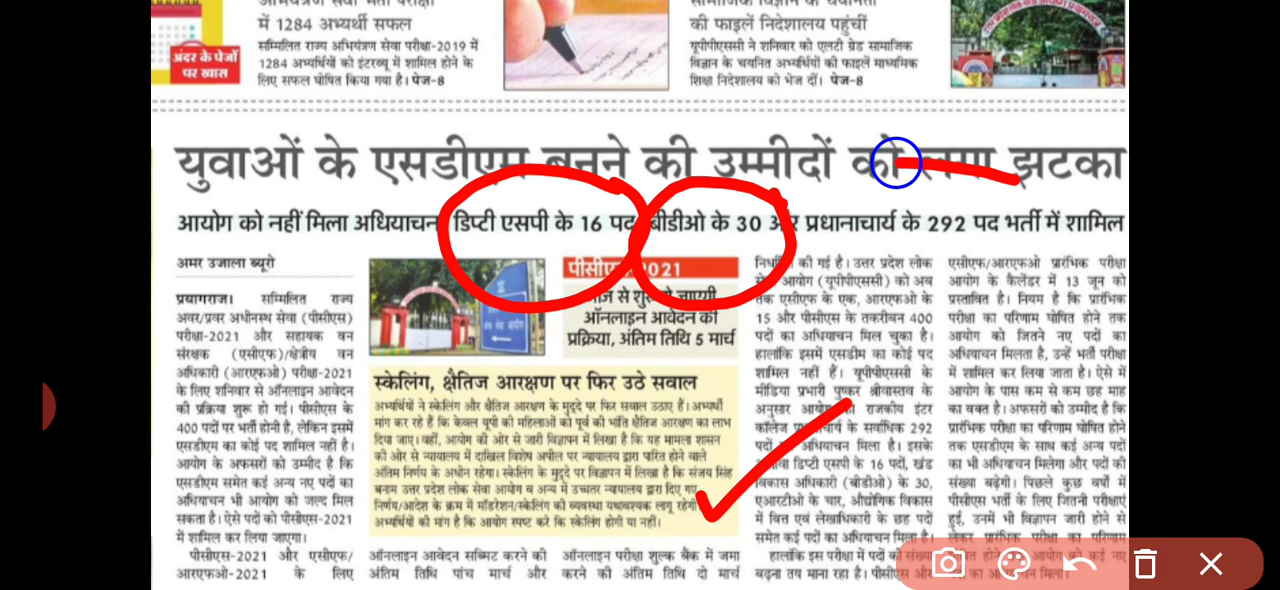 में 1284 अभ्यर्थी सफल
सम्मिलित राज्य अभियंत्रण सेवा परीक्षा-2019 में
1284 अभ्यर्थियों को इंटरव्यू में शामिल होने के
लिए सफल घोषित किया गया है। पेज-8
अंदर के पेजों
पर खास
की फाइलें निदेशालय पहुंचीं
यूपीपीएससी ने शनिवार को एलटी ग्रेड सामाजिक
विज्ञान के चयनित अभ्यर्थियों की फाइलें माध्यमिक
शिक्षा निदेशालय को भेज दीं। पेज-8
युवाओं के एसडीएम बनने की उम्मीदों को लगा झटका
आयोग को नहीं मिला अधियाचन, डिप्टी एसपी के 16 पद, बीडीओ के 30 और प्रधानाचार्य के 292 पद भर्ती में शामिल
अमर उजाला ब्यूरो
प्रयागराज। सम्मिलित राज्य
अवर/प्रवर अधीनस्थ सेवा (पीसीएस)
परीक्षा-2021 और सहायक वन
संरक्षक (एसीएफ)/क्षेत्रीय वन
अधिकारी (आरएफओ) परीक्षा-2021
के लिए शनिवार से ऑनलाइन आवेदन
की प्रक्रिया शुरू हो गई। पीसीएस के
400 पदों पर भर्ती होनी है, लेकिन इसमें
एसडीएम का कोई पद शामिल नहीं है।
आयोग के अफसरों को उम्मीद है कि
एसडीएम समेत कई अन्य नए पदों का
अधियाचन भी आयोग को जल्द मिल
सकता है। ऐसे पदों को पीसीएस-2021
में शामिल कर लिया जाएगा।
पीसीएस-2021 और एसीएफ/
आरएफओ-2021 के लिए
पीसीएस 2021
से शुरू हो जाएगी
ऑनलाइन आवेदन की
प्रक्रिया, अंतिम तिथि 5 मार्च
स्केलिंग, क्षैतिज आरक्षण पर फिर उठे सवाल
अभ्यर्थियों ने स्केलिंग और क्षैतिज आरक्षण के मुद्दे पर फिर सवाल उठाए हैं। अभ्यर्थी
मांग कर रहे हैं कि केवल यूपी की महिलाओं को पूर्व की भांति क्षैतिज आरक्षण का लाभ
दिया जाए। वहीं, आयोग की ओर से जारी विज्ञापन में लिखा है कि यह मामला शासन
की ओर से न्यायालय में दाखिल विशेष अपील पर न्यायालय द्वारा पारित होने वाले
अंतिम निर्णय के अधीन रहेगा। स्केलिंग के मुद्दे पर विज्ञापन में लिखा है कि संजय सिंह
बनाम उत्तर प्रदेश लोक सेवा आयोग व अन्य में उच्चतर न्यायालय द्वारा दिए गए
निर्णय/आदेश के क्रम में मॉडरेशन/स्केलिंग की व्यवस्था यथावश्यक लागू रहेगी
अभ्यर्थियों की मांग है कि आयोग स्पष्ट करे कि स्केलिंग होगी या नहीं।
ऑनलाइन आवेदन सब्मिट करने की
अंतिम तिथि पांच मार्च और
ऑनलाइन परीक्षा शुल्क बैंक में जमा
करने की अंतिम तिथि दो मार्च
निर्धारित की गई है। उत्तर प्रदेश लोक
सेवा आयोग (यूपीपीएससी) को अब
तक एसीएफ के एक, आरएफओ के
15 और पीसीएस के तकरीबन 400
पदों का अधियाचन मिल चुका है।
हालांकि इसमें एसडीम का कोई पद
शामिल नहीं हैं। यूपीपीएससी के
मीडिया प्रभारी पुष्कर श्रीवास्तव के
अनुसार आयोग को राजकीय इंटर
कॉलेज प्रधानाचार्य के सर्वाधिक 292
पदों का अधियाचन मिला है। इसके
अलावा डिप्टी एसपी के 16 पदों, खंड
विकास अधिकारी (बीडीओ) के 30,
एआरटीओ के चार, औद्योगिक विकास
में वित्त एवं लेखाधिकारी के छह पदों
समेत कई पदों का अधियाचन मिला है।
हालांकि इस परीक्षा में पदों की संख्या
बढ़ना तय माना रहा है। पीसीएस और
एसीएफ/आरएफओ प्रारंभिक परीक्षा
आयोग के कैलेंडर में 13 जून को
प्रस्तावित है। नियम है कि प्रारंभिक
परीक्षा का परिणाम घोषित होने तक
आयोग को जितने नए पदों का
अधियाचन मिलता है, उन्हें भर्ती परीक्षा
में शामिल कर लिया जाता है। ऐसे में
आयोग के पास कम से कम छह माह
का वक्त है। अफसरों को उम्मीद है कि
प्रारंभिक परीक्षा का परिणाम घोषित होने
तक एसडीएम के साथ कई अन्य पदों
का भी अधियाचन मिलेगा और पदों की
संख्या बढ़ेगी। पिछले कुछ वर्षों में
पीसीएस भर्ती के लिए जितनी परीक्षाएं
हुईं, उनमें भी विज्ञापन जारी होने से
लेकर प्रारंभिक परीक्षा का परिणाम
होने आयोग को कई नए
का अधियाचन मिला।